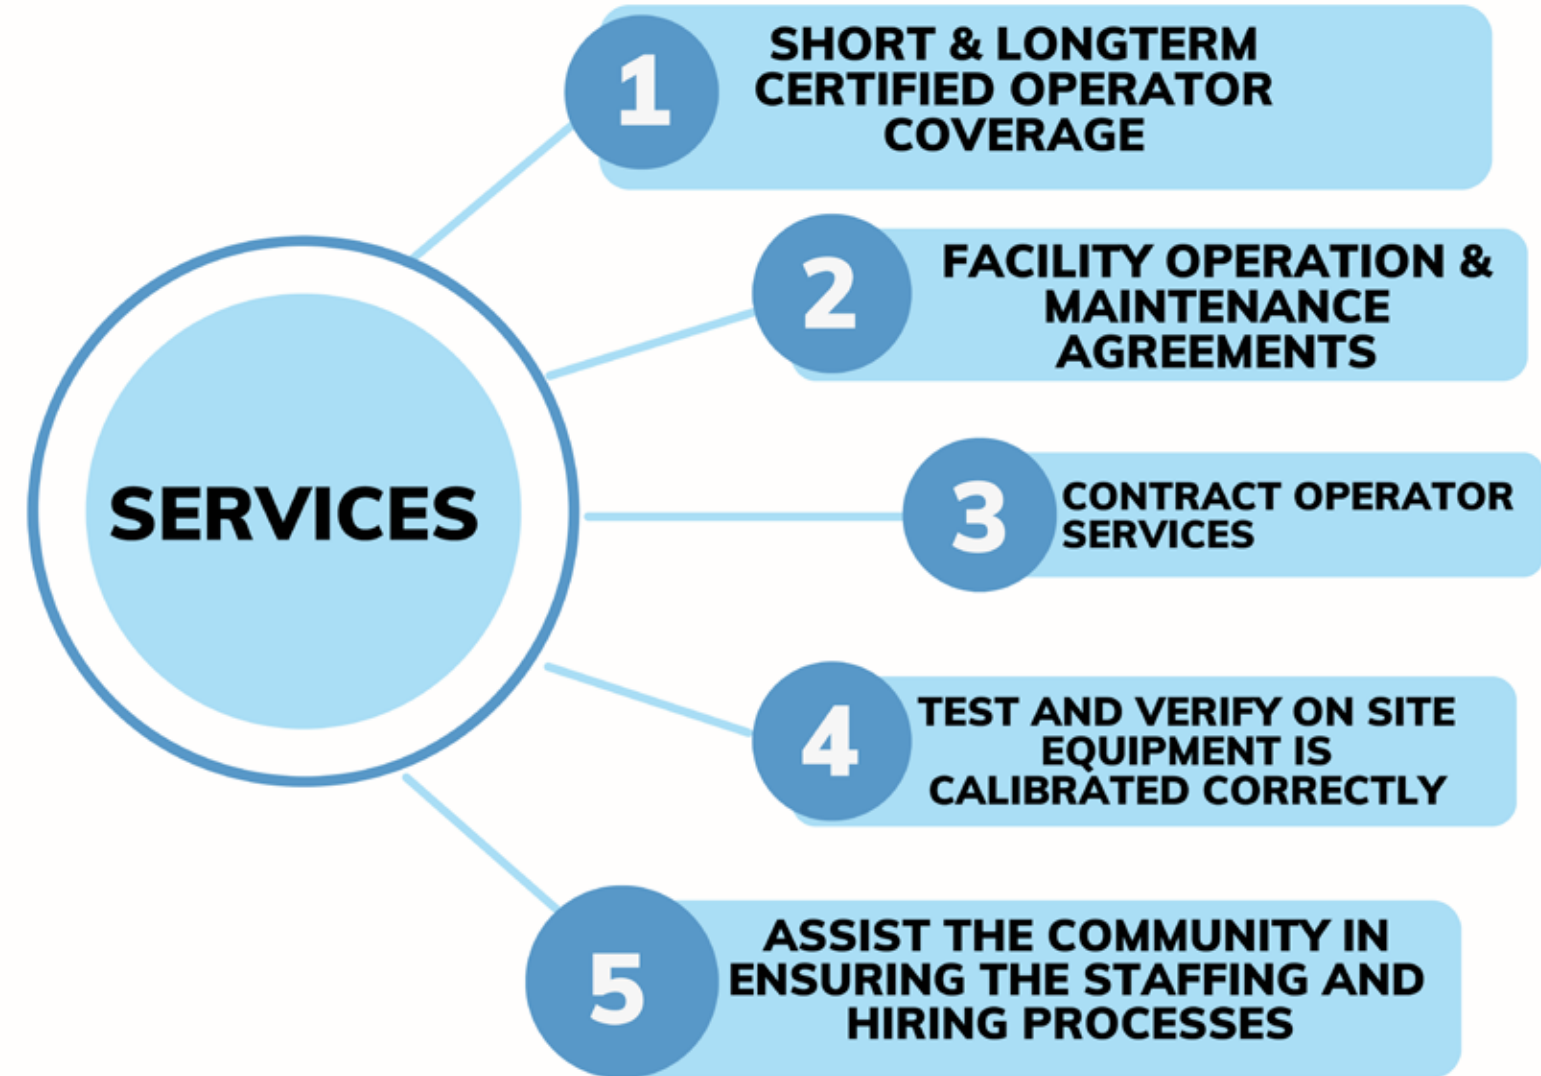 SERVICES
1
SHORT & LONGTERM
CERTIFIED OPERATOR
COVERAGE
2
FACILITY OPERATION &
MAINTENANCE
AGREEMENTS
3
CONTRACT OPERATOR
SERVICES
4
TEST AND VERIFY ON SITE
EQUIPMENT IS
CALIBRATED CORRECTLY
5
ASSIST THE COMMUNITY IN
ENSURING THE STAFFING AND
HIRING PROCESSES